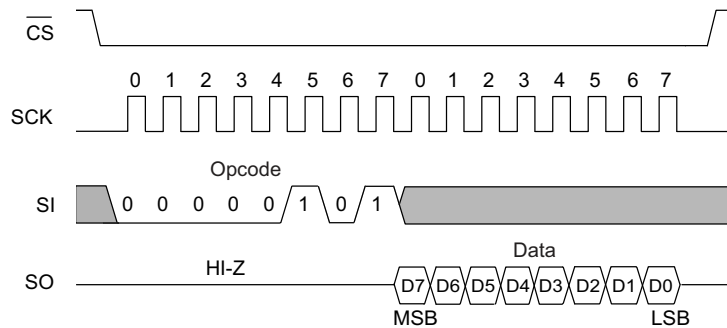 CS
0 1 2 3 4 5 6 7 0 1 2 3 4 5 6 7
SCK
Opcode
SI 0 0 0 0 0 1 0 1
HI-Z
Data
SO D7 D6 D5 D4 D3 D2 D1 D0
MSB LSB